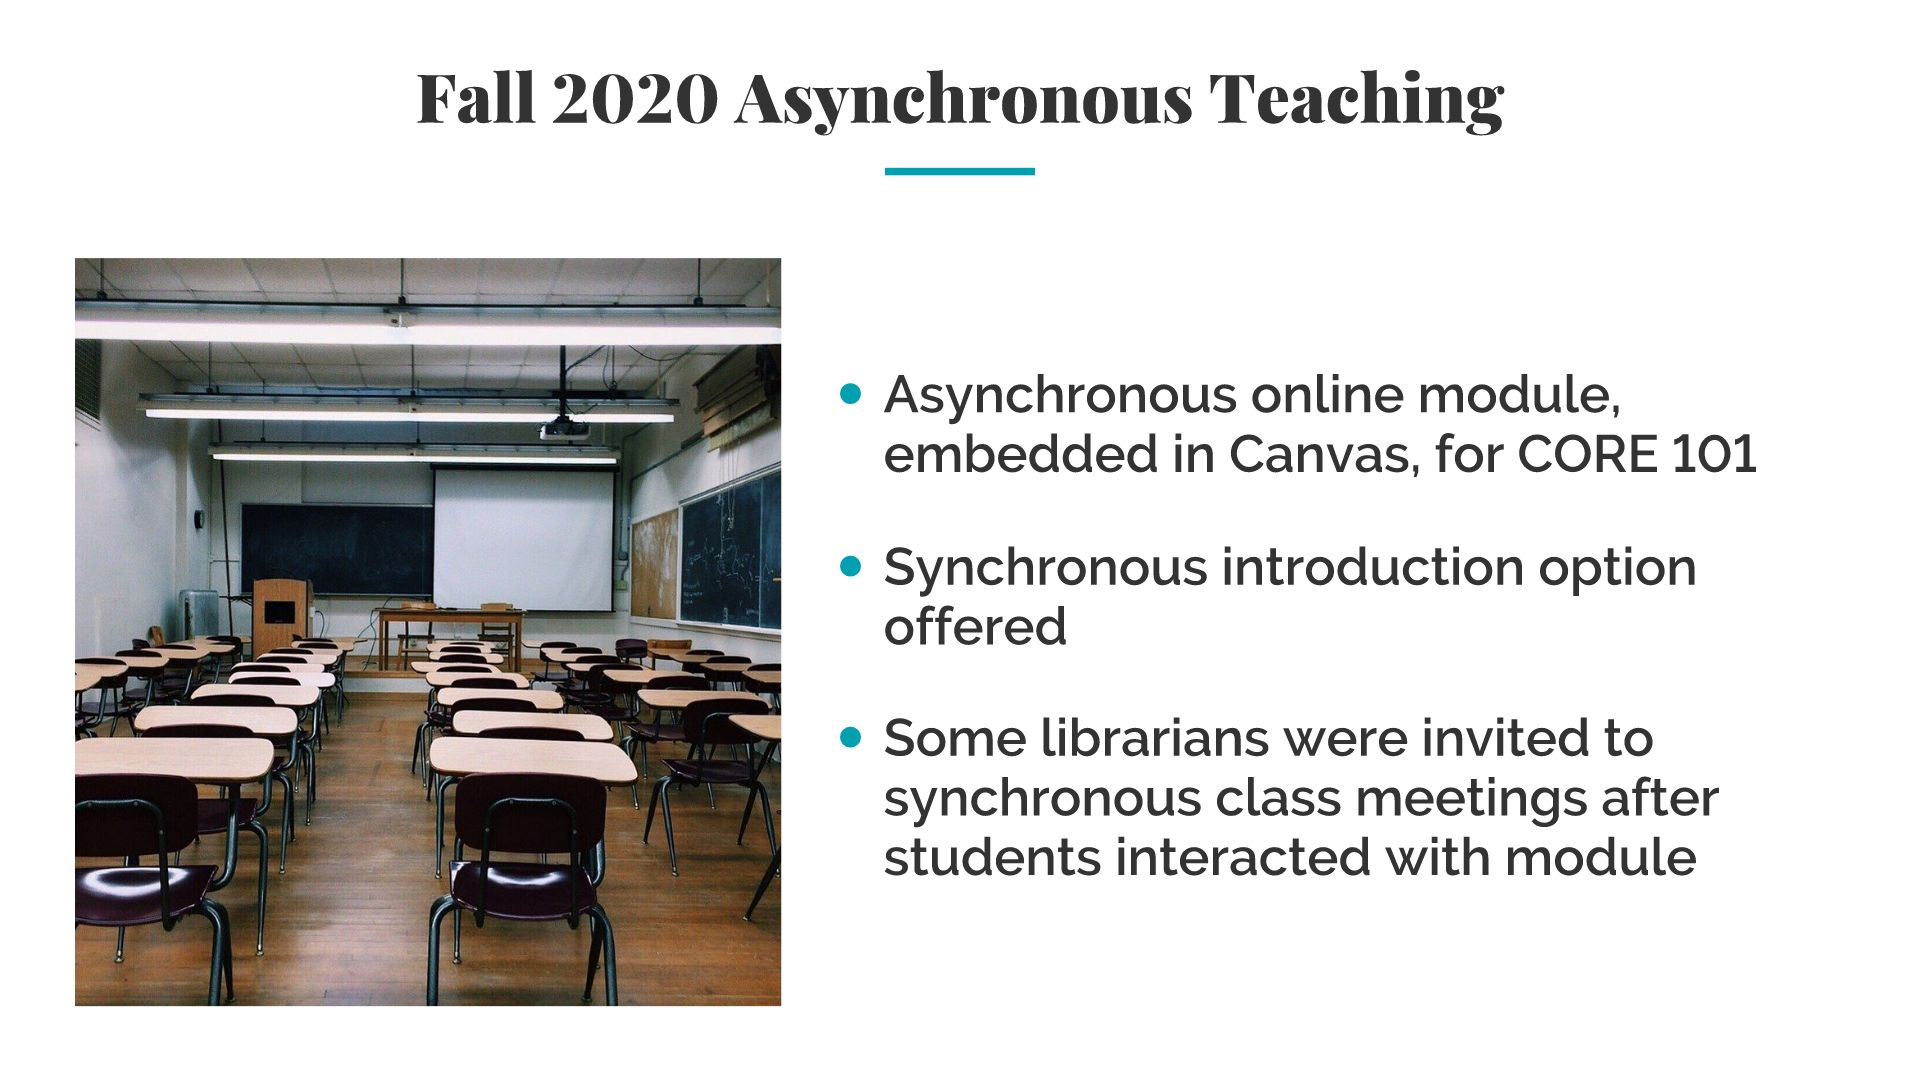 Fall 2020 Asynchronous Teaching
Asynchronous online module,
embedded in Canvas, for CORE 101
Synchronous introduction option
offered
Some librarians were invited to
synchronous class meetings after
students interacted with module